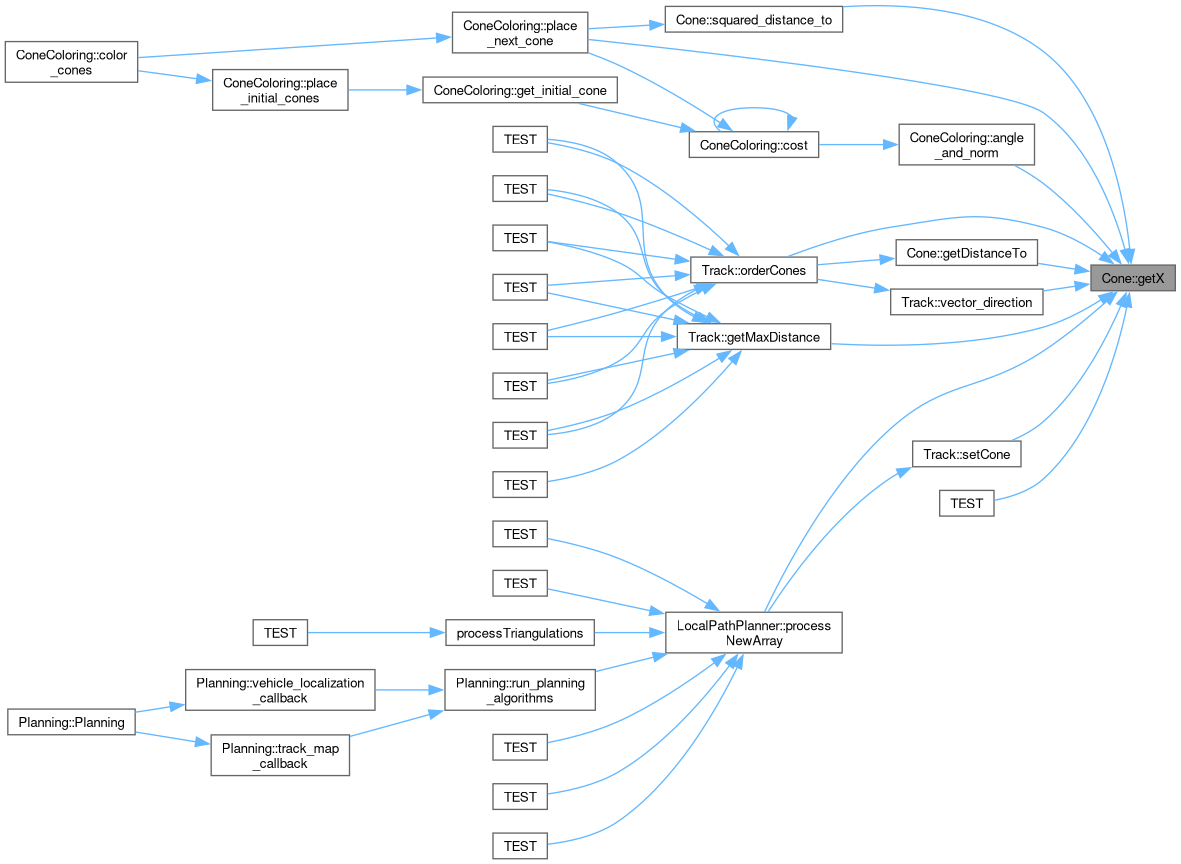 ConeColoring::color
_cones
ConeColoring::place
_next_cone
Cone::squared_distance_to
ConeColoring::place
_initial_cones
ConeColoring::get_initial_cone
ConeColoring::cost
ConeColoring::angle
_and_norm
TEST
TEST
TEST
TEST
TEST
TEST
TEST
TEST
Track::orderCones
Cone::getDistanceTo
Track::vector_direction
Cone::getX
Track::getMaxDistance
Track::setCone
TEST
TEST
TEST
TEST
processTriangulations
LocalPathPlanner::process
NewArray
Planning::vehicle_localization
_callback
Planning::run_planning
_algorithms
Planning::Planning
Planning::track_map
_callback
TEST
TEST
TEST